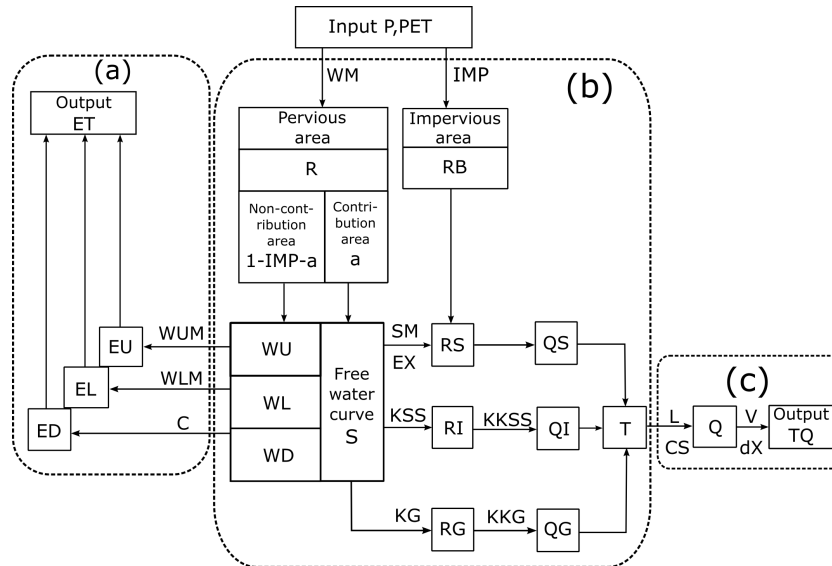 Input P,PET
(a)
WM
IMP
(b)
Output
ET
Pervious
area
Impervious
area
R
RB
Non-cont-
ribution
area
1-IMP-a
Contri-
bution
area
a
WUM
EU
WU
Free
water
curve
S
SM
EX
RS
QS
WLM
EL
WL
(c)
C
ED
WD
KSS
RI
KKSS
QI
T
L
CS
Q
V
dX
Output
TQ
KG
RG
KKG
QG